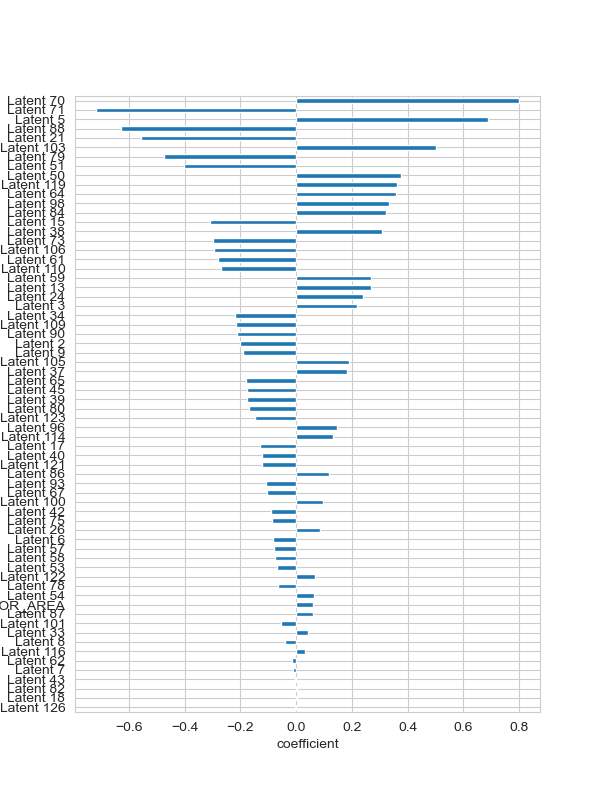 Latent 70
Latent 71
Latent 5
Latent 88
Latent 21
Latent 103
Latent 79
Latent 51
Latent 50
Latent 119
Latent 64
Latent 98
Latent 84
Latent 15
Latent 38
Latent 73
Latent 106
Latent 61
Latent 110
Latent 59
Latent 13
Latent 24
Latent 3
Latent 34
Latent 109
Latent 90
Latent 2
Latent 9
Latent 105
Latent 37
Latent 65
Latent 45
Latent 39
Latent 80
Latent 123
Latent 96
Latent 114
Latent 17
Latent 40
Latent 121
Latent 86
Latent 93
Latent 67
Latent 100
Latent 42
Latent 75
Latent 26
Latent 6
Latent 57
Latent 58
Latent 53
Latent 122
Latent 78
Latent 54
OR_AREA
Latent 87
Latent 101
Latent 33
Latent 8
Latent 116
Latent 62
Latent 7
Latent 43
Latent 82
Latent 18
Latent 126
−0.6 −0.4 −0.2 0.0 0.2 0.4 0.6 0.8
coefficient